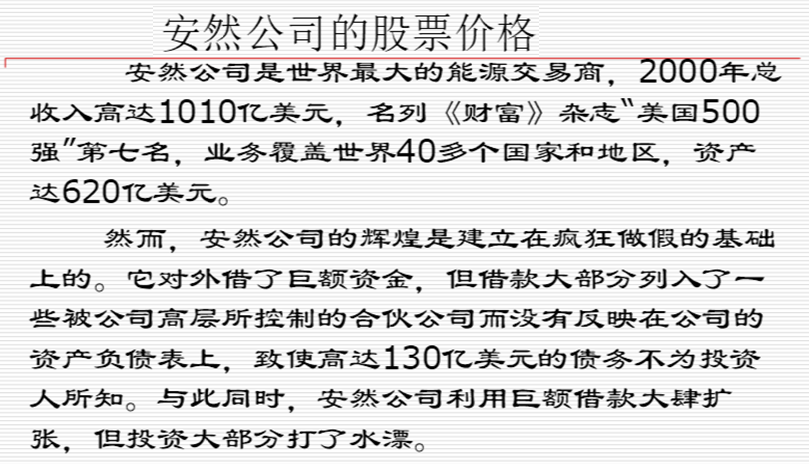 安然公司的股票价格
安然公司是世界最大的能源交易商，2000年总
收入高达1010亿美元，名列《财富》杂志“美国500
强”第七名，业务覆盖世界40多个国家和地区，资产
达620亿美元。
然而，安然公司的辉煌是建立在疯狂做假的基础
上的。它对外借了巨额资金，但借款大部分列入了一
些被公司高层所控制的合伙公司而没有反映在公司的
资产负债表上，致使高达130亿美元的债务不为投资
人所知。与此同时，安然公司利用巨额借款大肆扩
张，但投资大部分打了水漂。